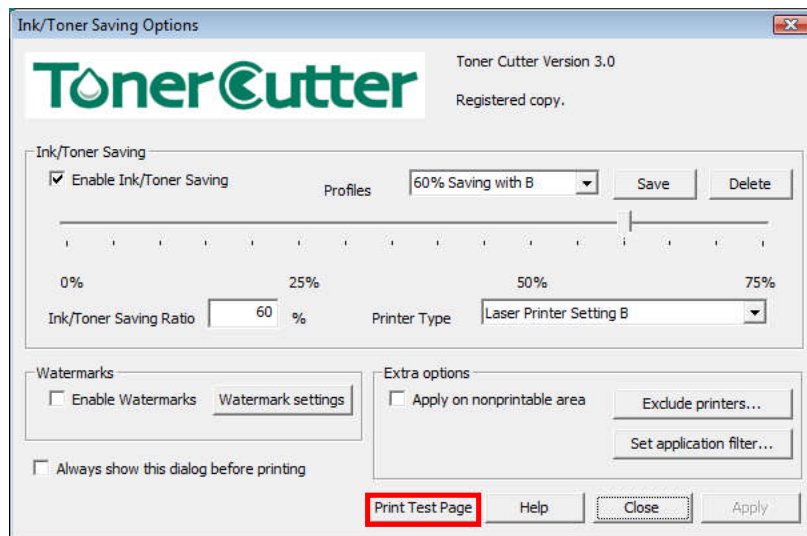 Ink/Toner Saving Options
Toner Cutter
Toner Cutter Version 3.0
Registered copy.
Ink/Toner Saving
Enable Ink/Toner Saving
Profiles
60% Saving with B
Save
Delete
0%
25%
50%
75%
Ink/Toner Saving Ratio
60
%
Printer Type
Laser Printer Setting B
Watermarks
Enable Watermarks
Watermark settings
Extra options
Apply on nonprintable area
Exclude printers...
Set application filter...
Always show this dialog before printing
Print Test Page
Help
Close
Apply